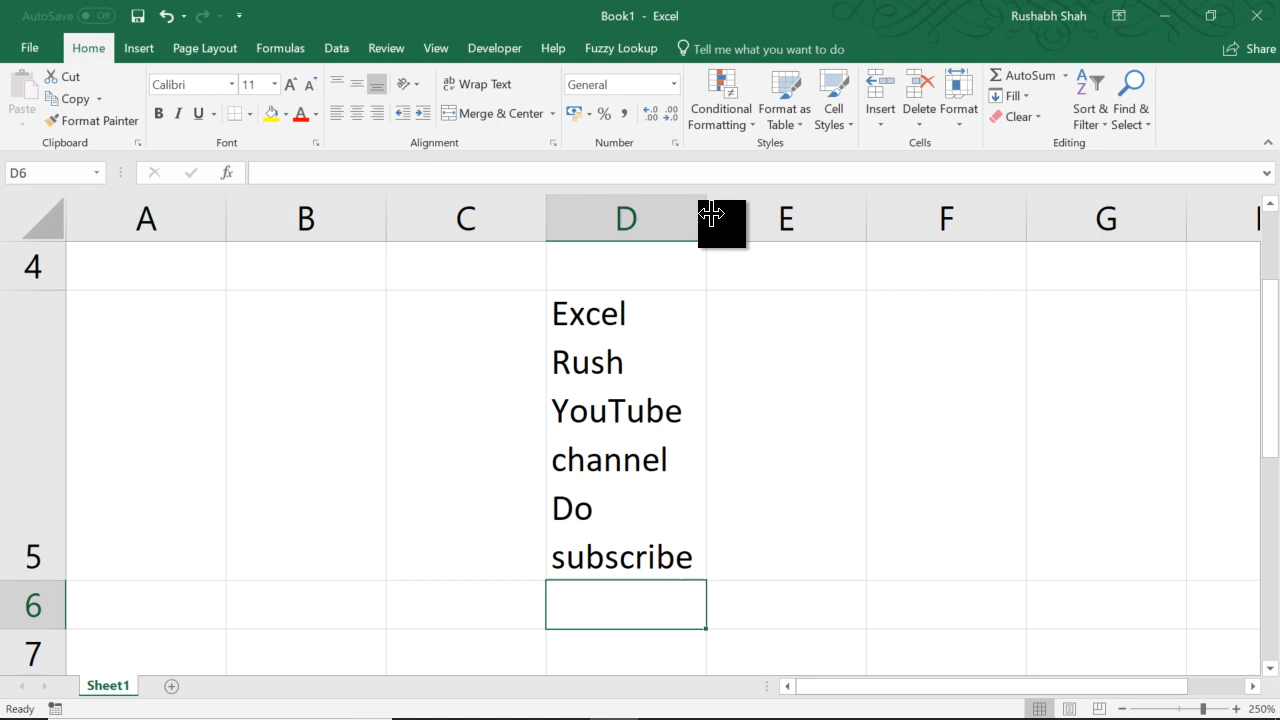 AutoSave Off
Book1 - Excel
Rushabh Shah
File Home Insert Page Layout Formulas Data Review View Developer Help Fuzzy Lookup Tell me what you want to do Share
Paste
Cut
Copy
Format Painter
Clipboard
Calibri 11
B I U
Font
Wrap Text
Merge & Center
Alignment
General
%
Number
Conditional Formatting
Format as Table
Cell Styles
Styles
Insert
Delete
Format
Cells
AutoSum
Fill
Clear
Sort & Filter
Find & Select
Editing
D6
fx
A B C D E F G
4
Excel
Rush
YouTube
channel
Do
5 subscribe
6
7
Sheet1
Ready
250%